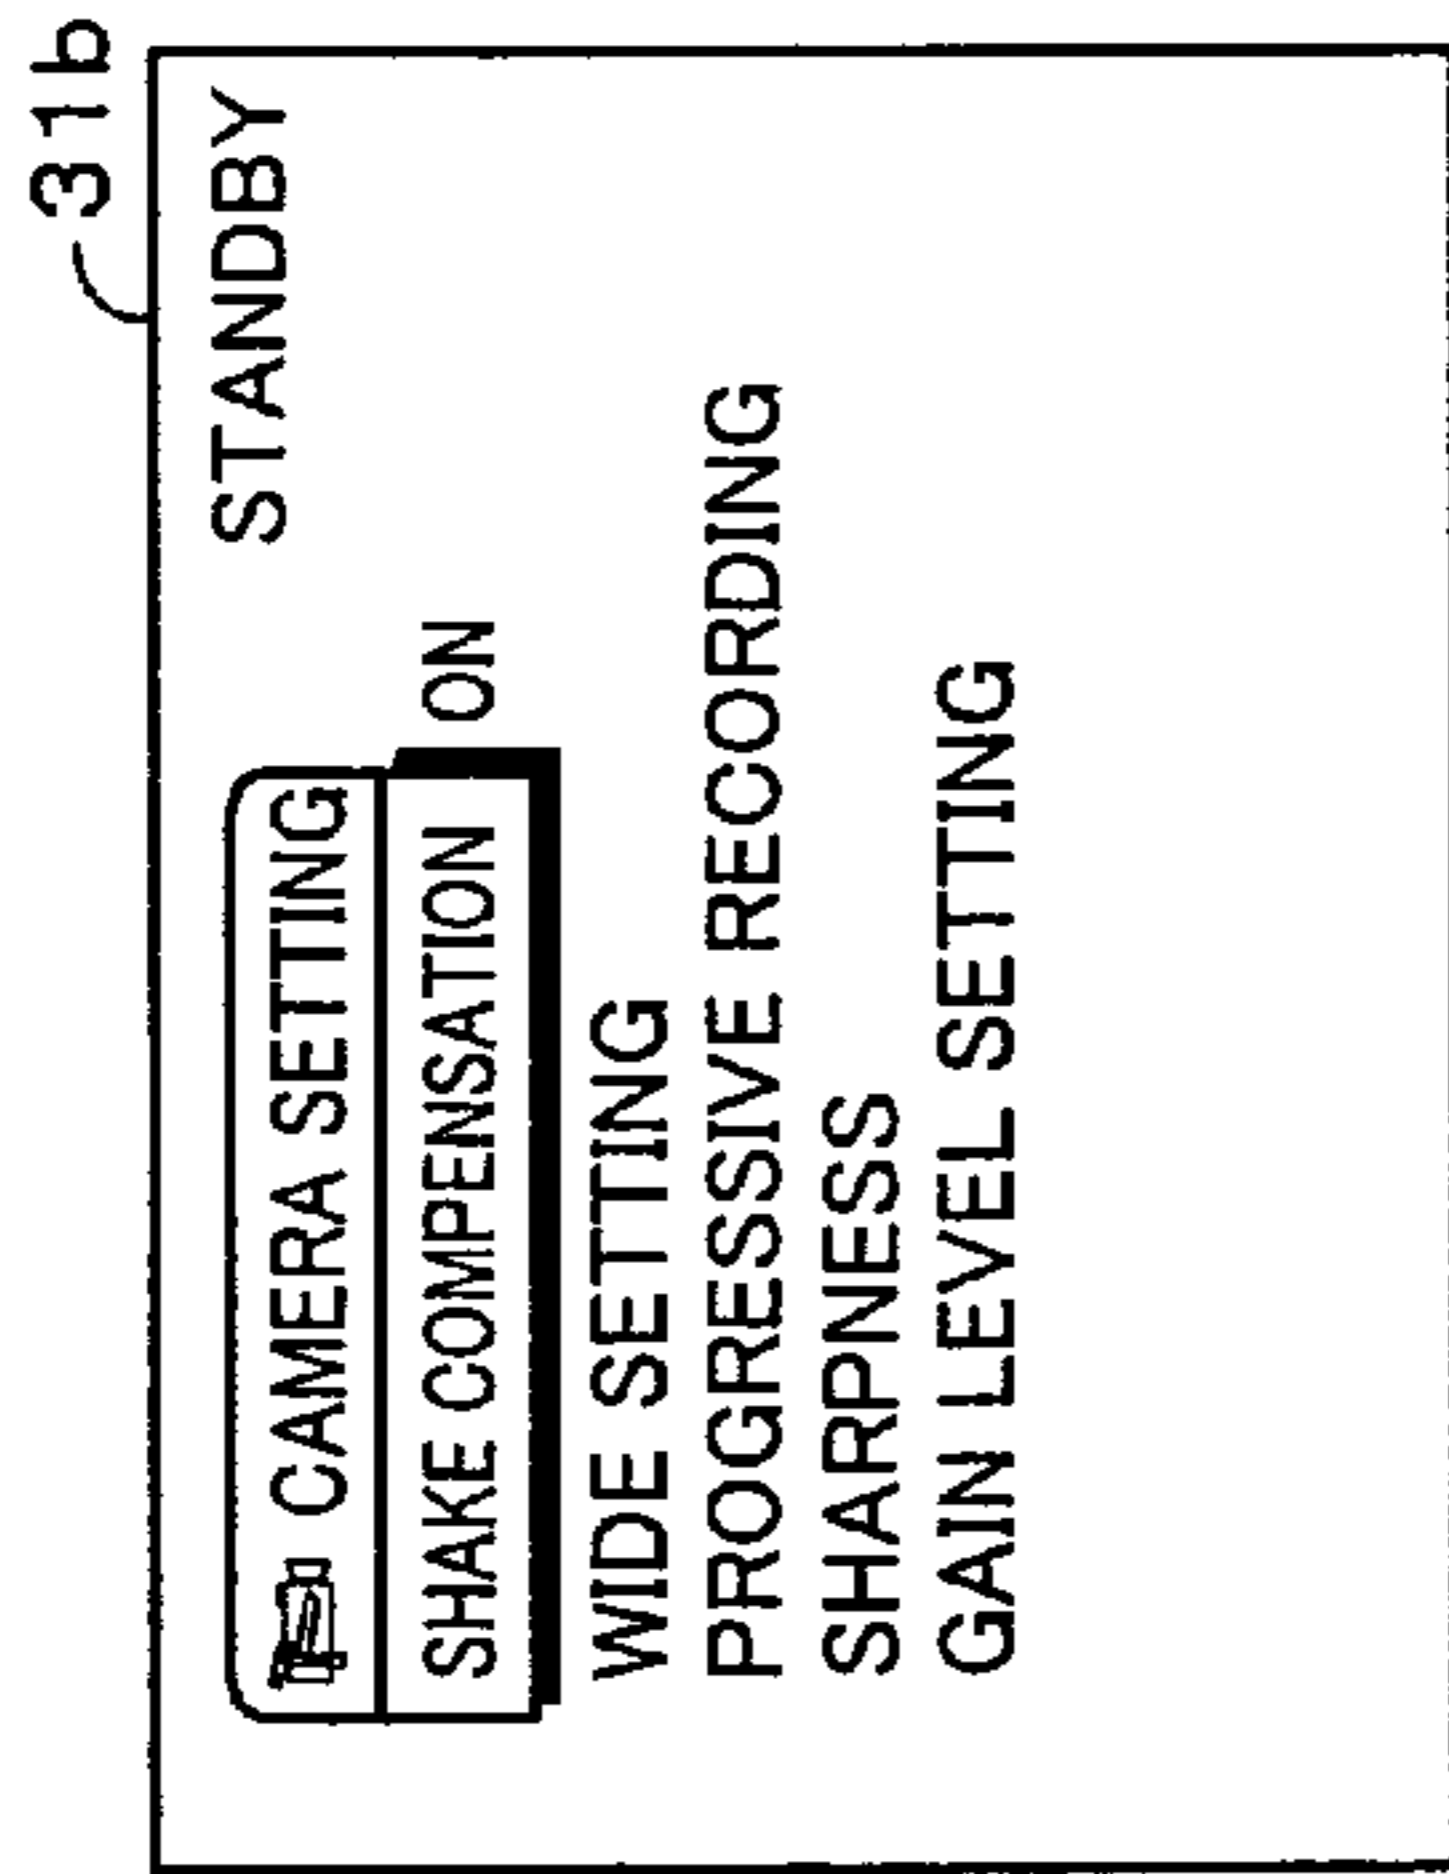 31b
STANDBY
CAMERA SETTING
SHAKE COMPENSATION ON
WIDE SETTING
PROGRESSIVE RECORDING
SHARPNESS
GAIN LEVEL SETTING